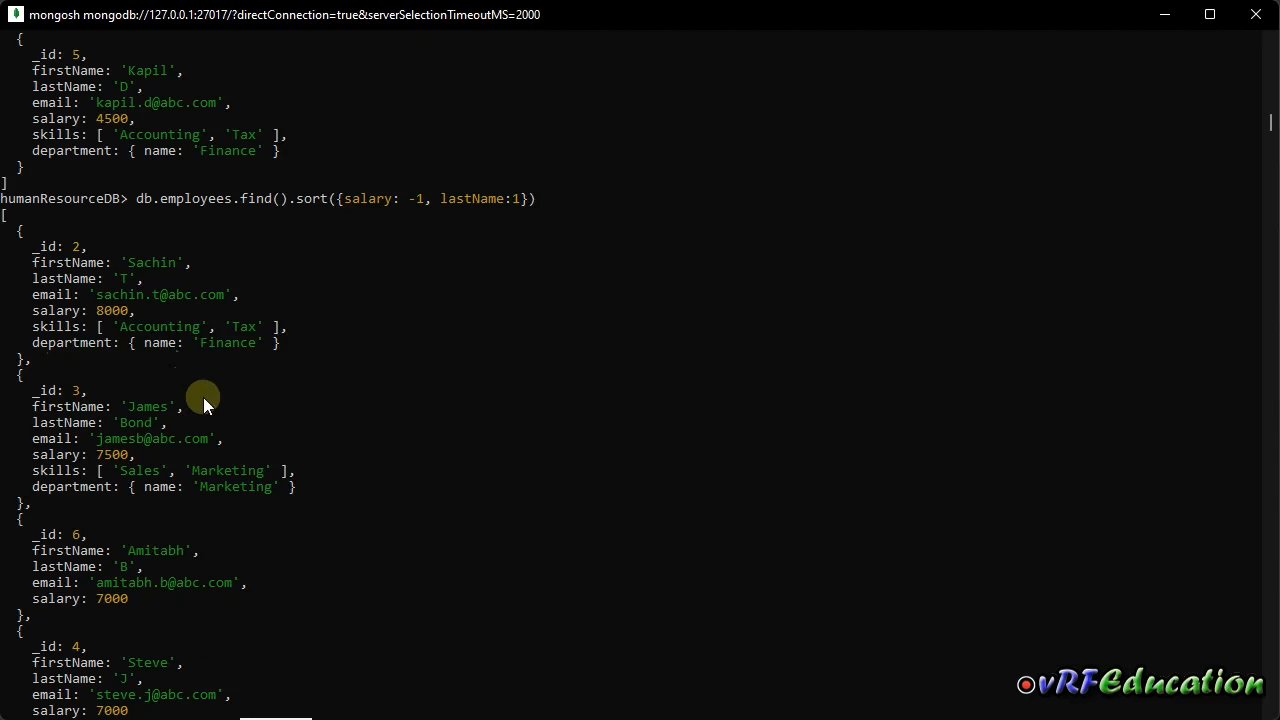 mongosh mongodb://127.0.0.1:27017/?directConnection=true&serverSelectionTimeoutMS=2000
{
_id: 5,
firstName: 'Kapil',
lastName: 'D',
email: 'kapil.d@abc.com',
salary: 4500,
skills: [ 'Accounting', 'Tax' ],
department: { name: 'Finance' }
}
]
humanResourceDB> db.employees.find().sort({salary: -1, lastName:1})
[
{
_id: 2,
firstName: 'Sachin',
lastName: 'T',
email: 'sachin.t@abc.com',
salary: 8000,
skills: [ 'Accounting', 'Tax' ],
department: { name: 'Finance' }
},
{
_id: 3,
firstName: 'James',
lastName: 'Bond',
email: 'jamesb@abc.com',
salary: 7500,
skills: [ 'Sales', 'Marketing' ],
department: { name: 'Marketing' }
},
{
_id: 6,
firstName: 'Amitabh',
lastName: 'B',
email: 'amitabh.b@abc.com',
salary: 7000
},
{
_id: 4,
firstName: 'Steve',
lastName: 'J',
email: 'steve.j@abc.com',
salary: 7000
vRFEducation